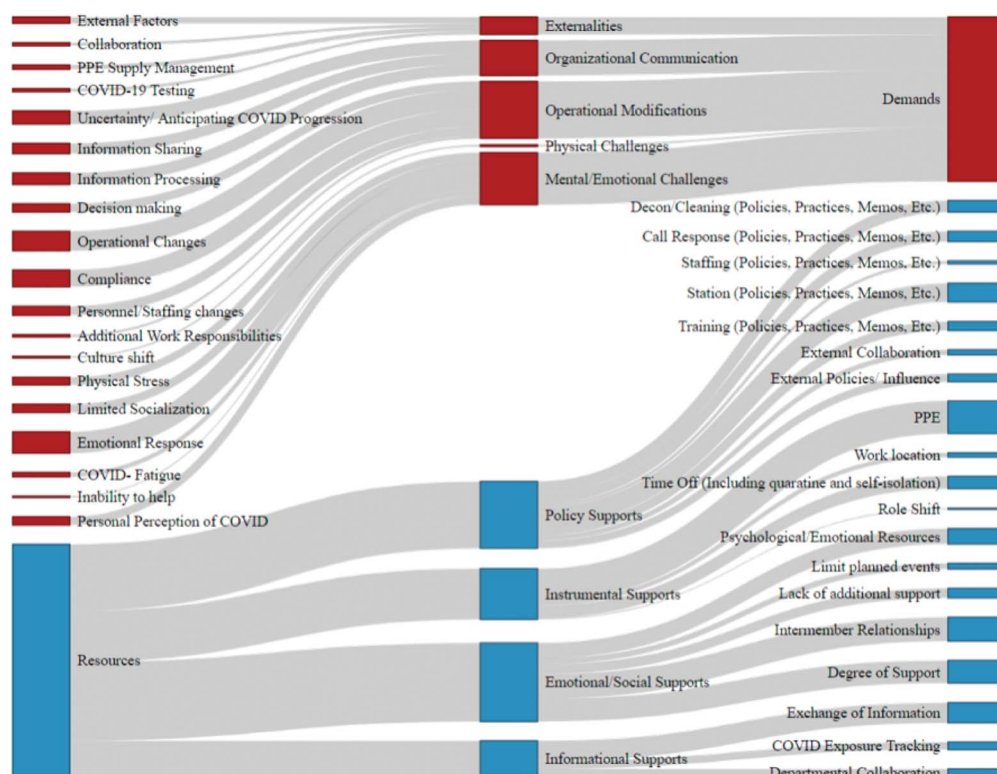 External Factors
Collaboration
PPE Supply Management
COVID-19 Testing
Uncertainty/ Anticipating COVID Progression
Information Sharing
Information Processing
Decision making
Operational Changes
Compliance
Personnel/Staffing changes
Additional Work Responsibilities
Culture shift
Physical Stress
Limited Socialization
Emotional Response
COVID- Fatigue
Inability to help
Personal Perception of COVID
Resources
Externalities
Organizational Communication
Operational Modifications
Physical Challenges
Mental/Emotional Challenges
Policy Supports
Instrumental Supports
Emotional/Social Supports
Informational Supports
Demands
Decon/Cleaning (Policies, Practices, Memos, Etc.)
Call Response (Policies, Practices, Memos, Etc.)
Staffing (Policies, Practices, Memos, Etc.)
Station (Policies, Practices, Memos, Etc.)
Training (Policies, Practices, Memos, Etc.)
External Collaboration
External Policies/ Influence
PPE
Work location
Time Off (Including quaratine and self-isolation)
Role Shift
Psychological/Emotional Resources
Limit planned events
Lack of additional support
Intermember Relationships
Degree of Support
Exchange of Information
COVID Exposure Tracking
Departmental Collaboration